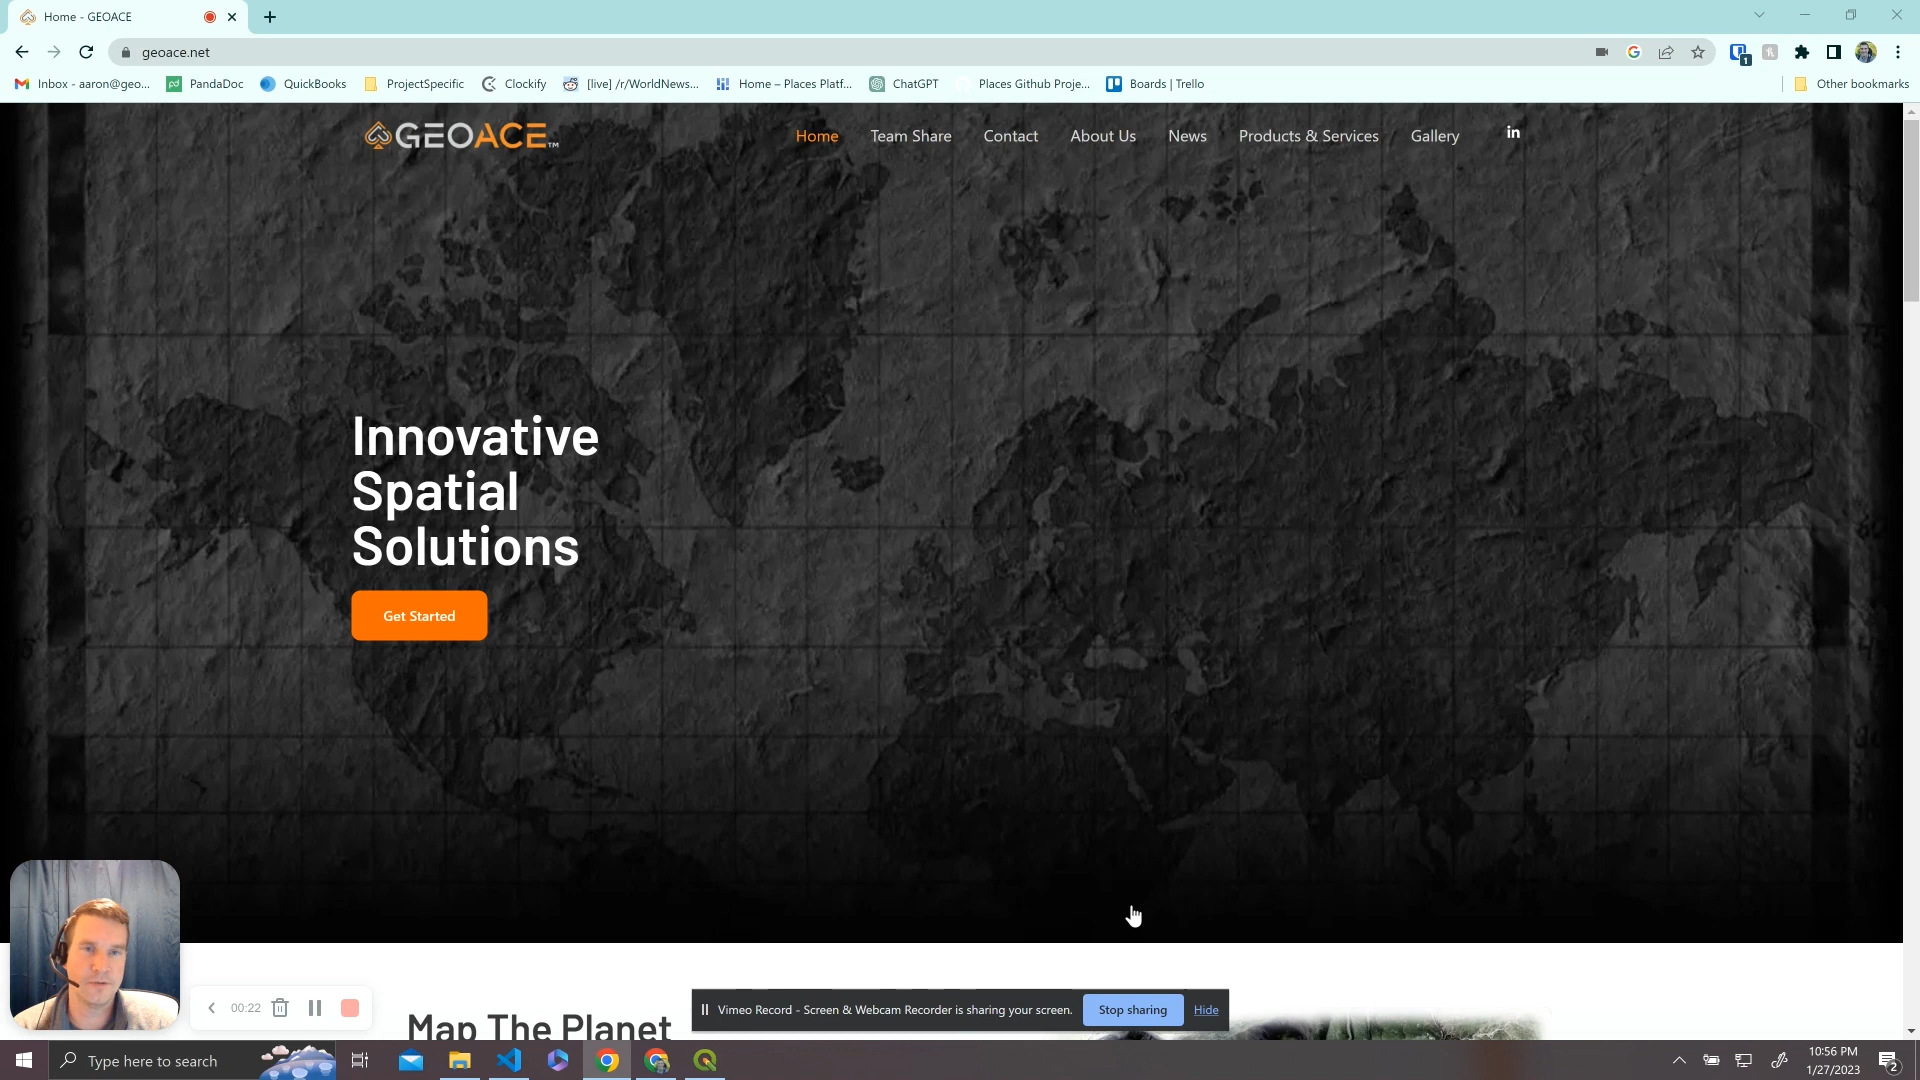 Home - GEOACE
geoace.net
Inbox - aaron@geo...
PandaDoc
QuickBooks
ProjectSpecific
Clockify
[live] /r/WorldNews...
Home – Places Platf...
ChatGPT
Places Github Proje...
Boards | Trello
Other bookmarks
GEOACE™
Home
Team Share
Contact
About Us
News
Products & Services
Gallery
in
Innovative
Spatial
Solutions
Get Started
00:22
Map The Planet
Vimeo Record - Screen & Webcam Recorder is sharing your screen.
Stop sharing
Hide
Type here to search
10:56 PM
1/27/2023
2